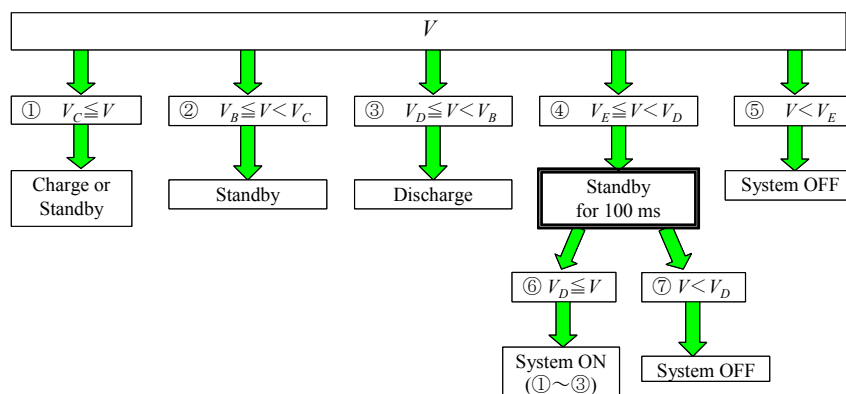 V
① V_C≦V
② V_B≦V<V_C
③ V_D≦V<V_B
④ V_E≦V<V_D
⑤ V<V_E
Charge or
Standby
Standby
Discharge
Standby
for 100 ms
System OFF
⑥ V_D≦V
⑦ V<V_D
System ON
(①~③)
System OFF